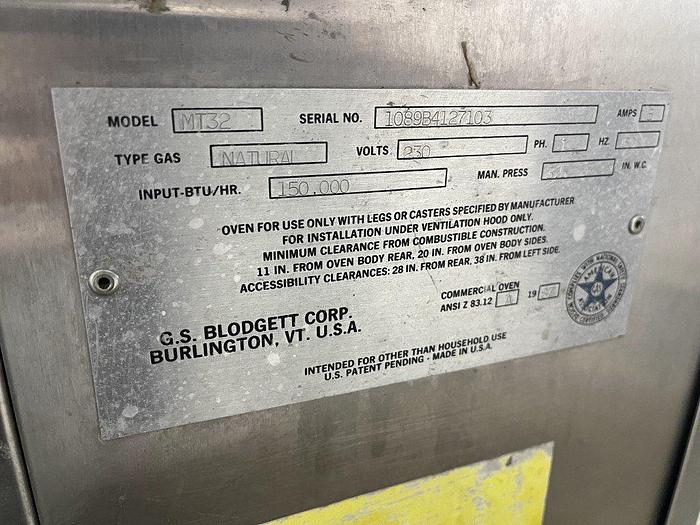 MODEL MT32 SERIAL NO. 1089B4127103 AMPS
TYPE GAS NATURAL VOLTS 230 PH. HZ.
INPUT-BTU/HR. 150,000 MAN. PRESS IN. W.C.
OVEN FOR USE ONLY WITH LEGS OR CASTERS SPECIFIED BY MANUFACTURER
FOR INSTALLATION UNDER VENTILATION HOOD ONLY.
MINIMUM CLEARANCE FROM COMBUSTIBLE CONSTRUCTION.
11 IN. FROM OVEN BODY REAR, 20 IN. FROM OVEN BODY SIDES.
ACCESSIBILITY CLEARANCES: 28 IN. FROM REAR, 38 IN. FROM LEFT SIDE.
COMMERCIAL OVEN
ANSI Z 83.12 19
AMERICAN
G.S. BLODGETT CORP.
BURLINGTON, VT. U.S.A.
INTENDED FOR OTHER THAN HOUSEHOLD USE
U.S. PATENT PENDING - MADE IN U.S.A.